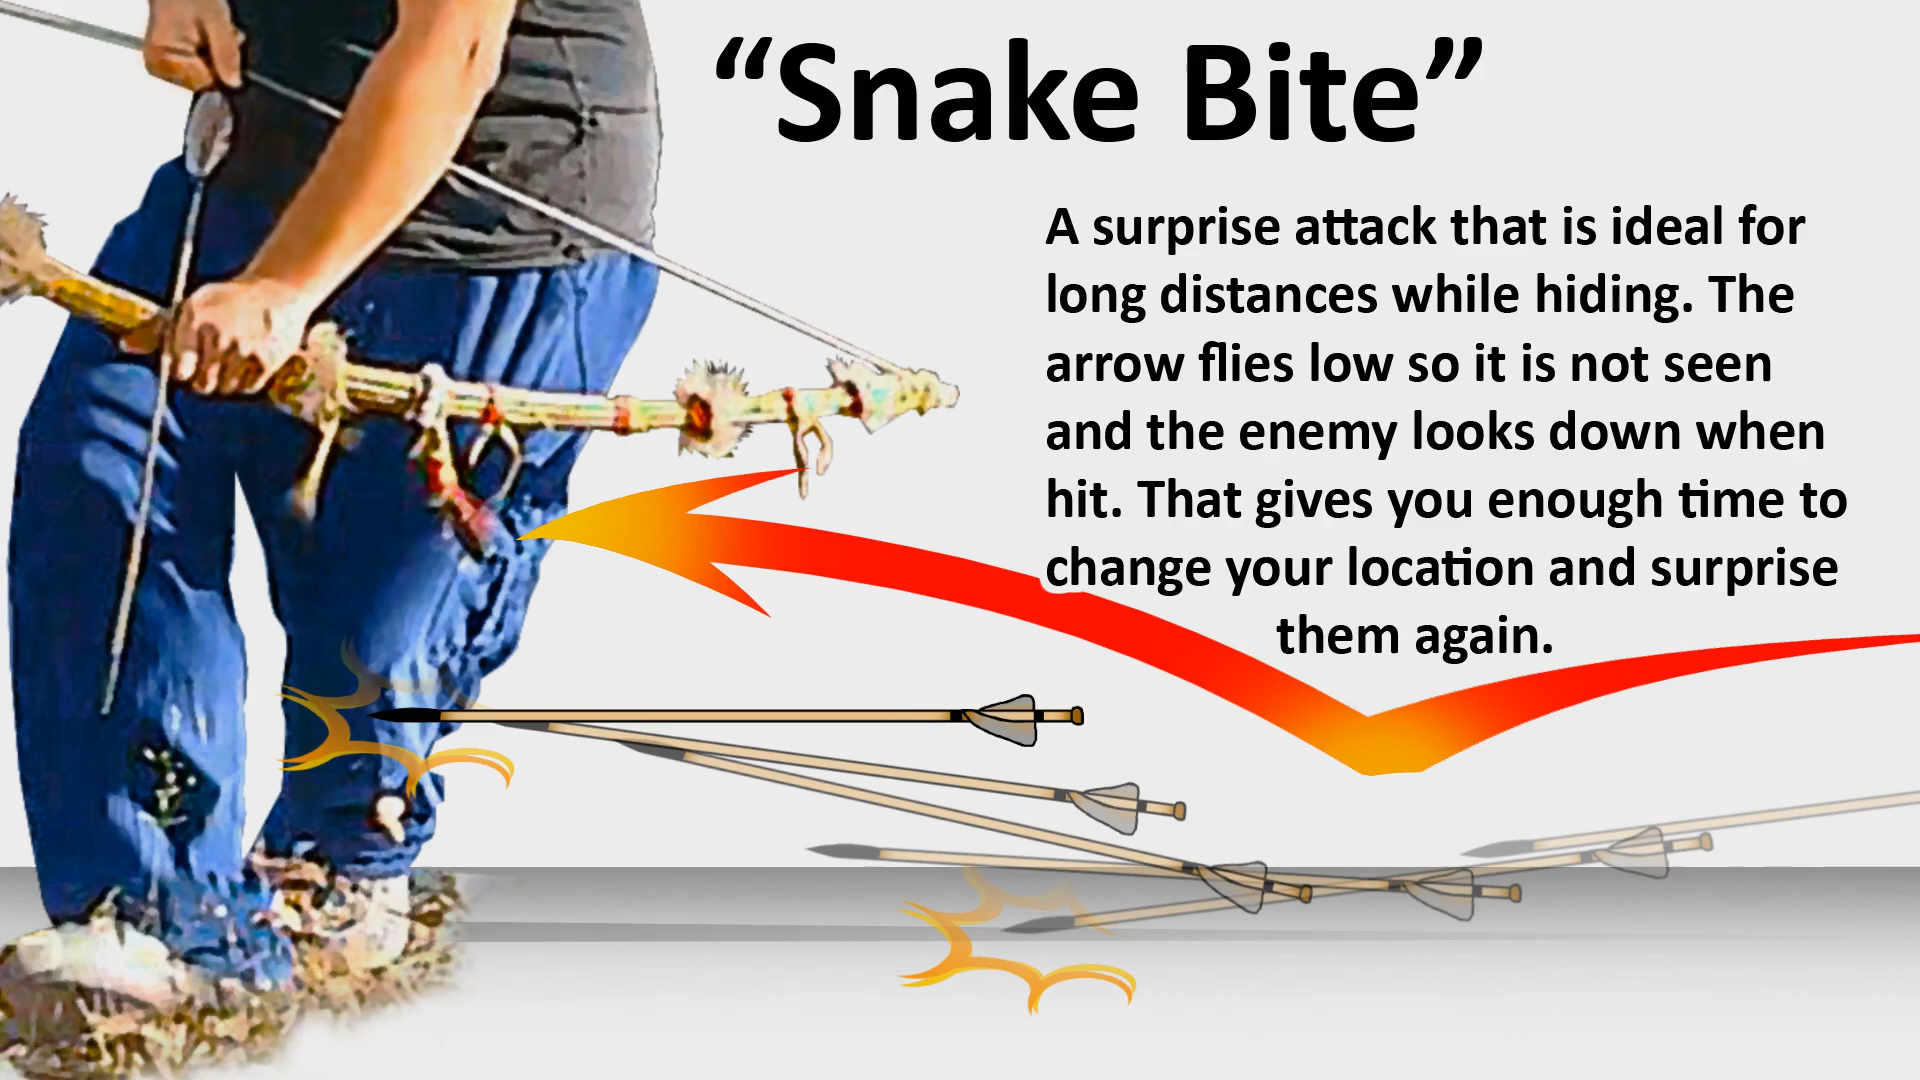 “Snake Bite”
A surprise attack that is ideal for
long distances while hiding. The
arrow flies low so it is not seen
and the enemy looks down when
hit. That gives you enough time to
change your location and surprise
them again.